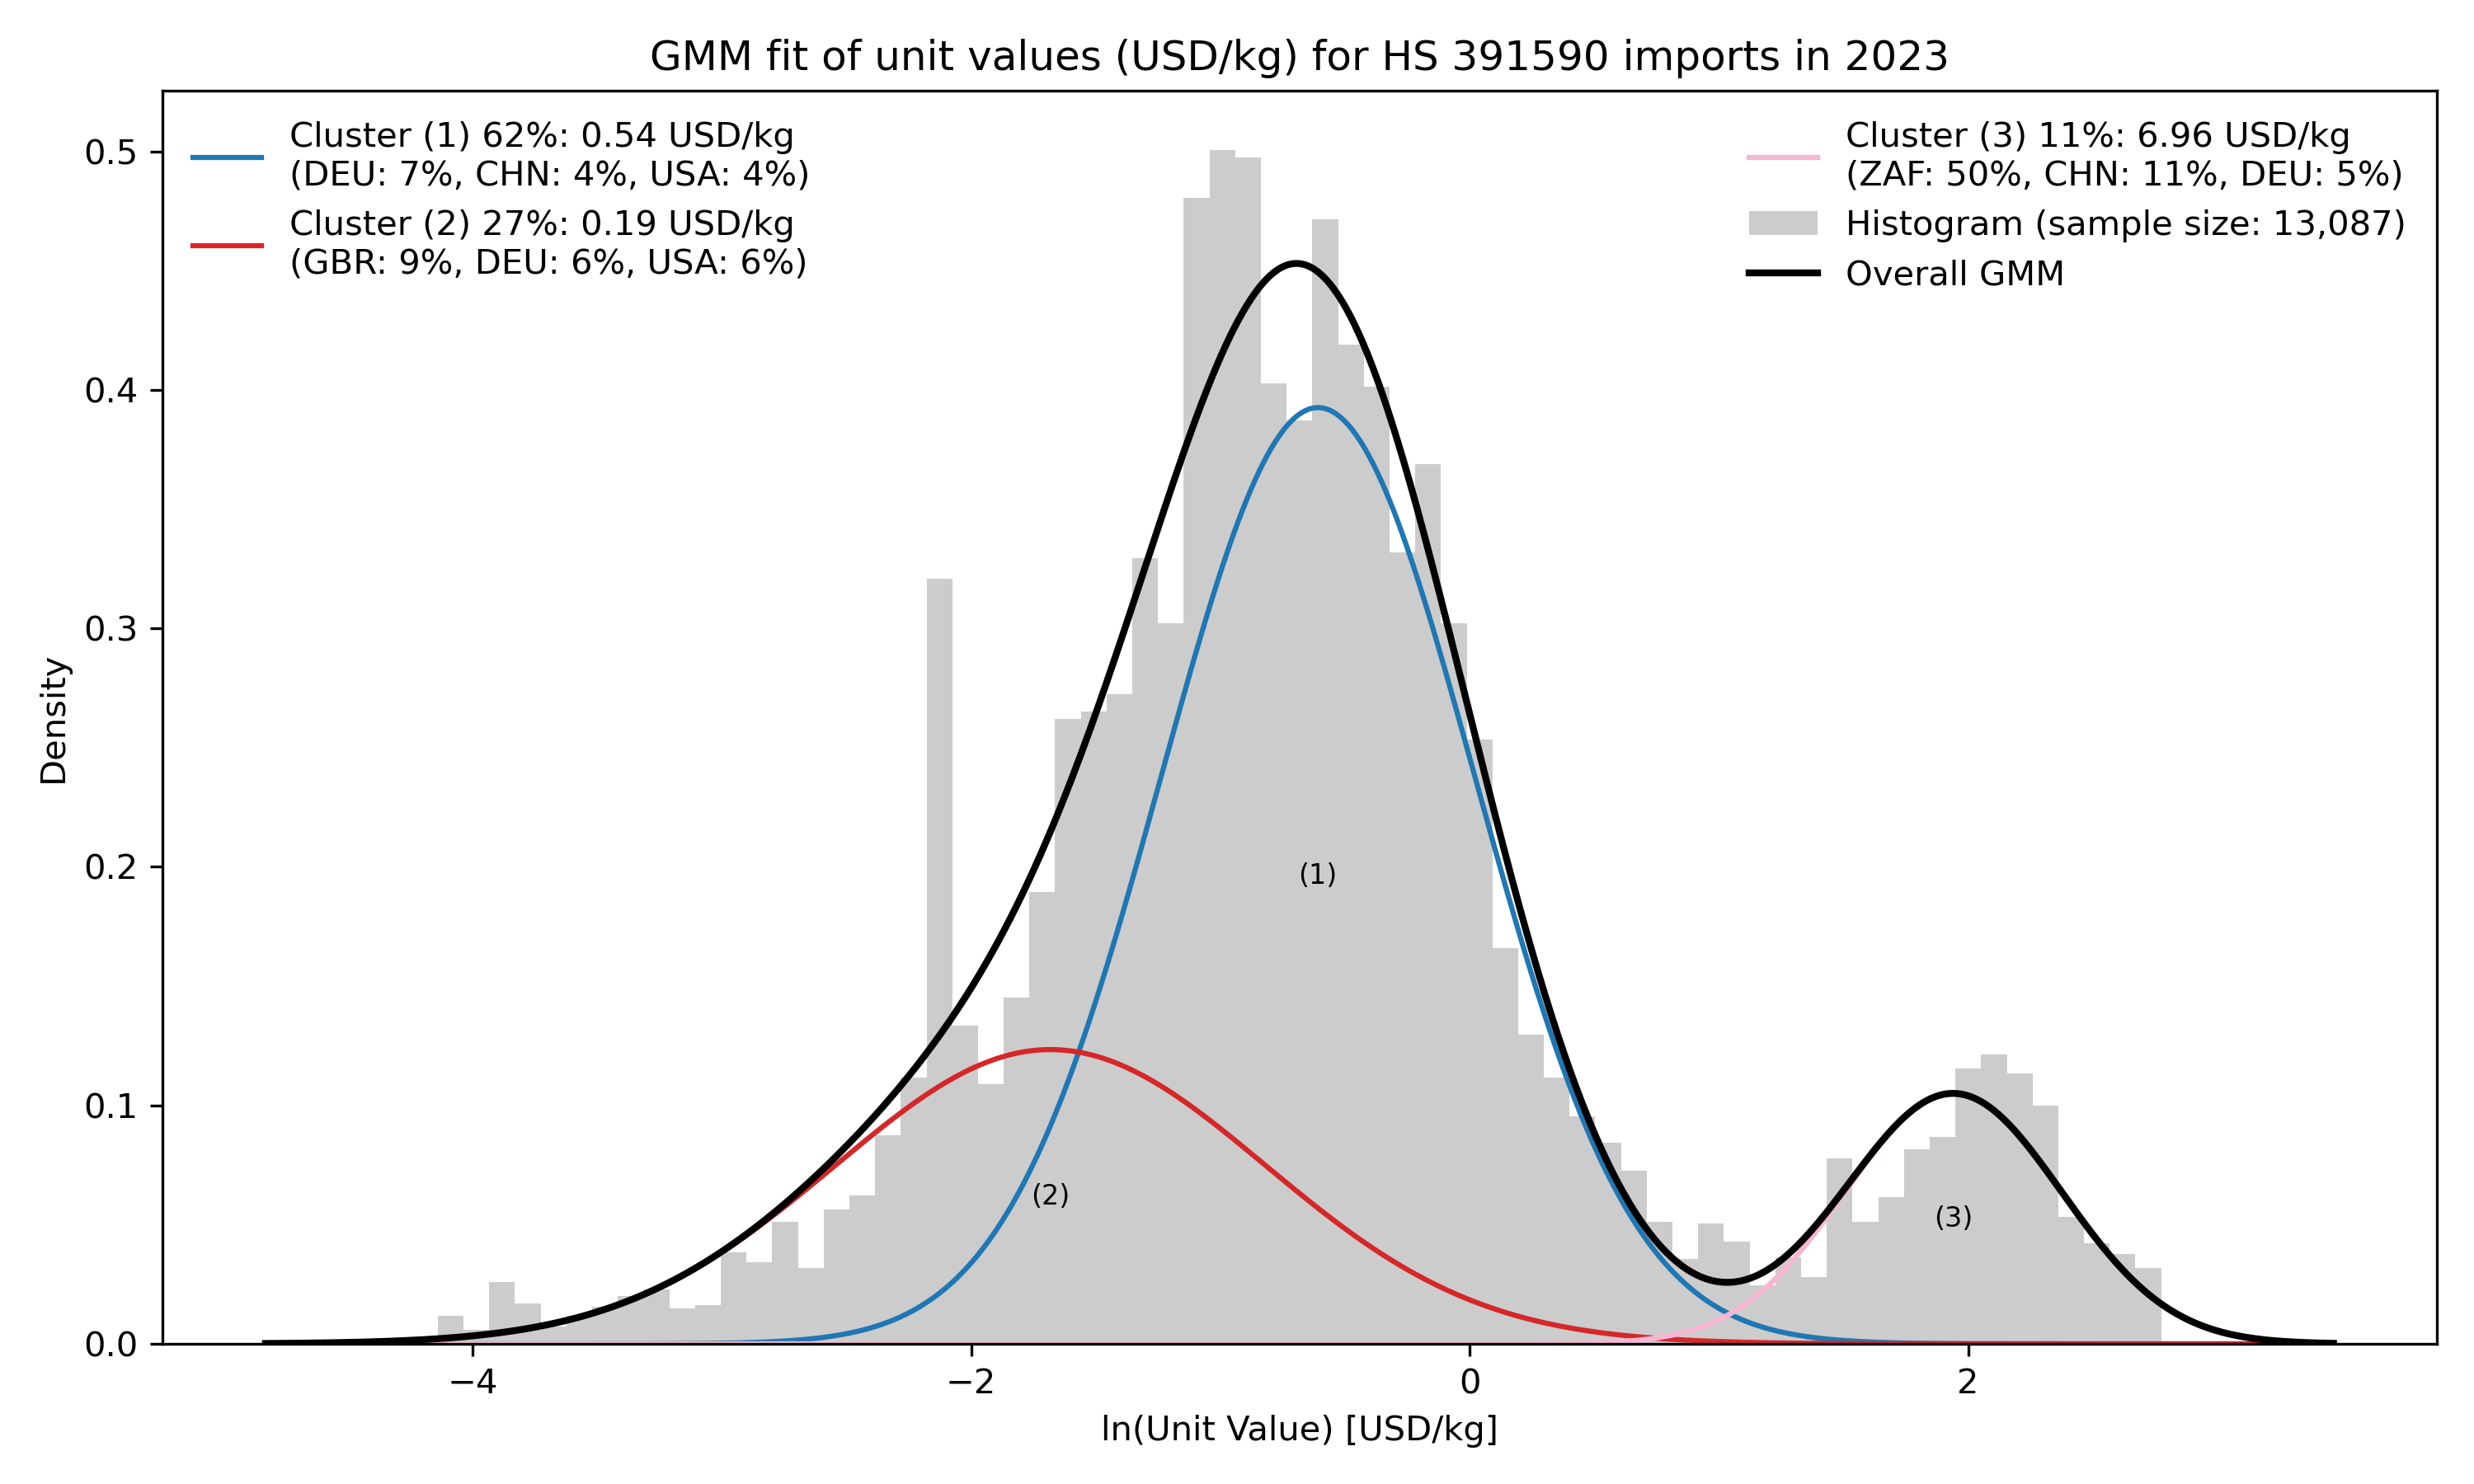 GMM fit of unit values (USD/kg) for HS 391590 imports in 2023
Cluster (1) 62%: 0.54 USD/kg
(DEU: 7%, CHN: 4%, USA: 4%)
Cluster (2) 27%: 0.19 USD/kg
(GBR: 9%, DEU: 6%, USA: 6%)
Cluster (3) 11%: 6.96 USD/kg
(ZAF: 50%, CHN: 11%, DEU: 5%)
Histogram (sample size: 13,087)
Overall GMM
Density
0.5
0.4
0.3
0.2
0.1
0.0
(1)
(2)
(3)
−4
−2
0
2
ln(Unit Value) [USD/kg]